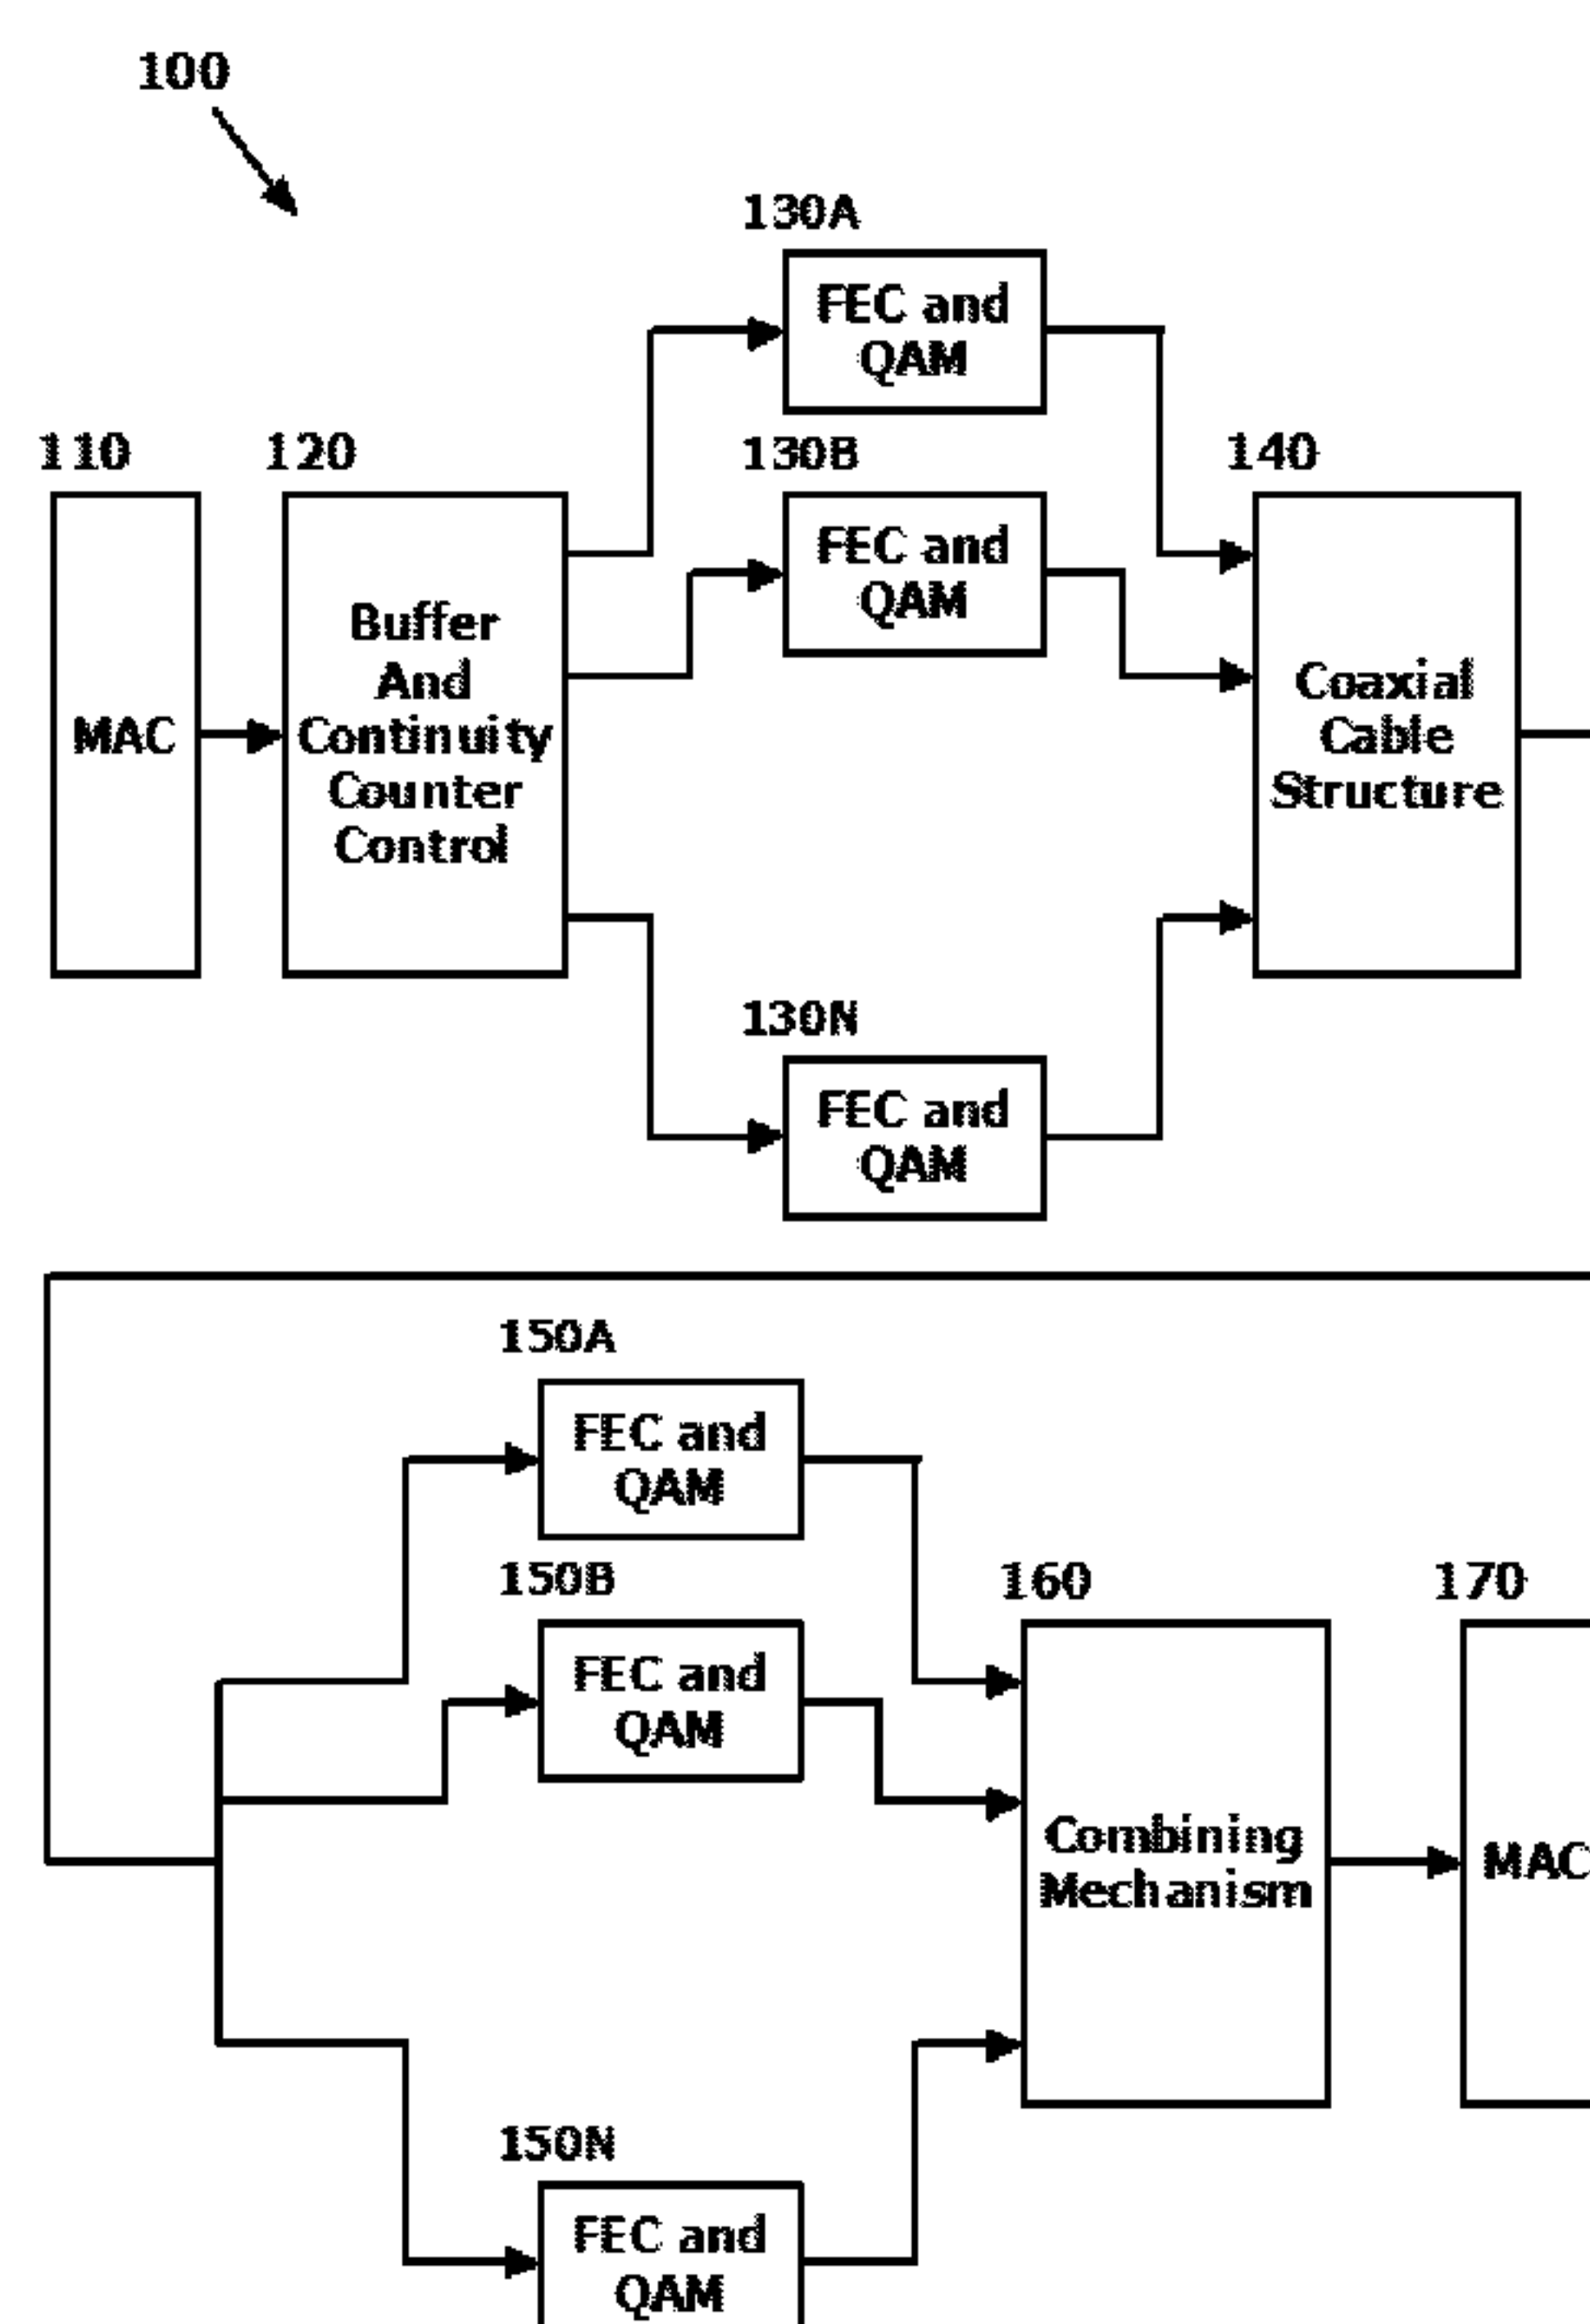 100
130A
FEC and
QAM
110
120
130B
140
MAC
Buffer
And
Continuity
Counter
Control
FEC and
QAM
Coaxial
Cable
Structure
130N
FEC and
QAM
150A
FEC and
QAM
150B
160
170
FEC and
QAM
Combining
Mechanism
MAC
150N
FEC and
QAM